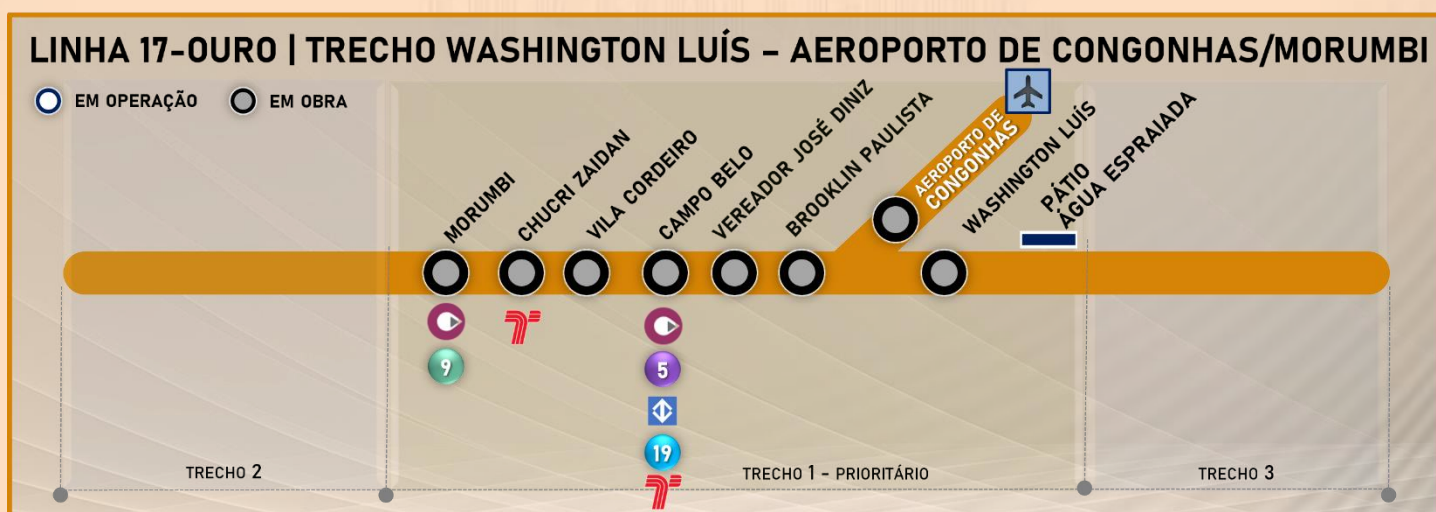 LINHA 17-OURO | TRECHO WASHINGTON LUÍS – AEROPORTO DE CONGONHAS/MORUMBI
EM OPERAÇÃO
EM OBRA
MORUMBI
CHUCRI ZAIDAN
VILA CORDEIRO
CAMPO BELO
VEREADOR JOSÉ DINIZ
BROOKLIN PAULISTA
AEROPORTO DE
CONGONHAS
WASHINGTON LUÍS
PÁTIO
ÁGUA ESPRAIADA
9
5
19
TRECHO 2
TRECHO 1 - PRIORITÁRIO
TRECHO 3